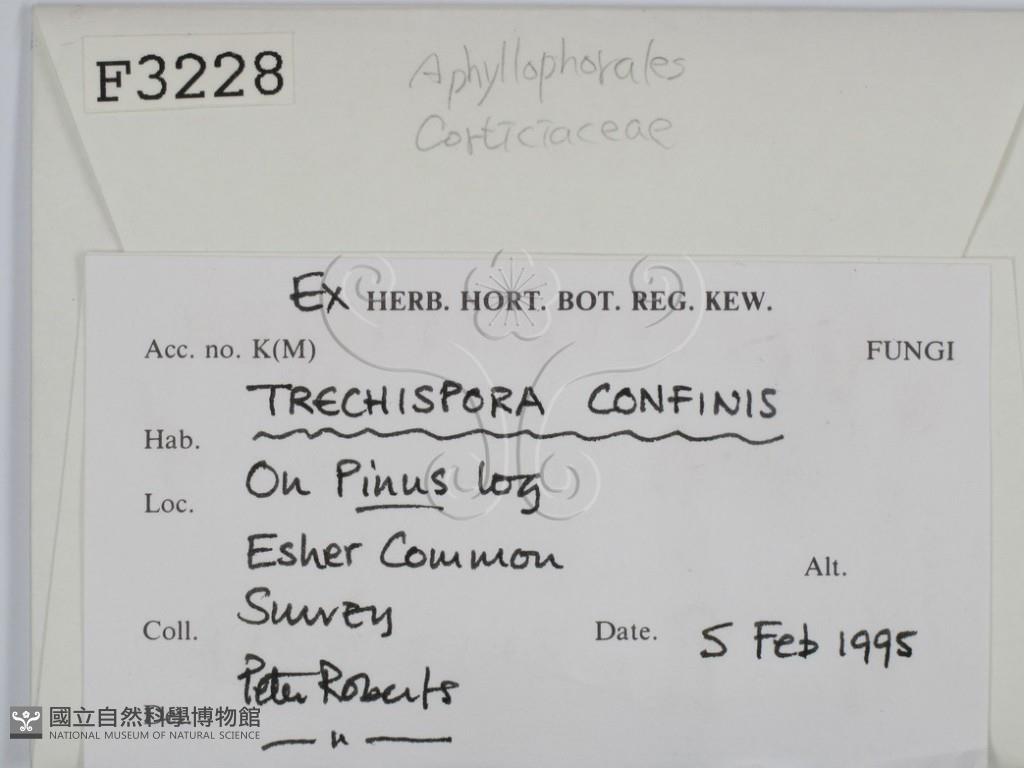 F3228
Aphyllophorales
Corticiaceae
Ex HERB. HORT. BOT. REG. KEW.
Acc. no. K(M)
FUNGI
TRECHISPORA CONFINIS
Hab.
On Pinus log
Loc.
Esher Common
Alt.
Surrey
Coll.
Date. 5 Feb 1995
Peter Roberts
Det.
— " —
國立自然科學博物館
NATIONAL MUSEUM OF NATURAL SCIENCE